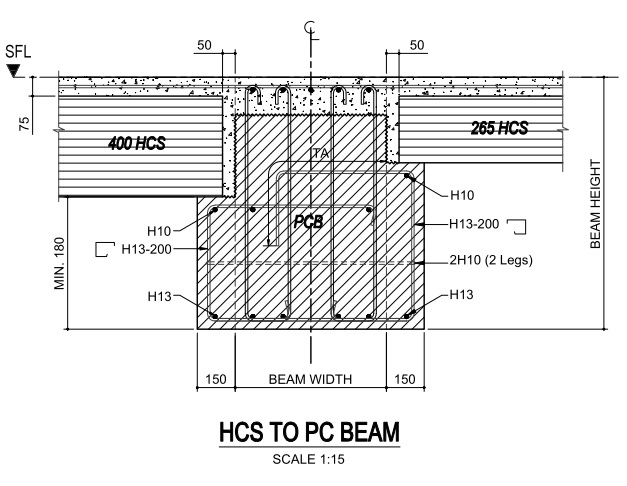 ℄
SFL
50
50
75
400 HCS
265 HCS
TA
H10
H10
PCB
H13-200
H13-200
2H10 (2 Legs)
MIN. 180
BEAM HEIGHT
H13
H13
150
BEAM WIDTH
150
HCS TO PC BEAM
SCALE 1:15